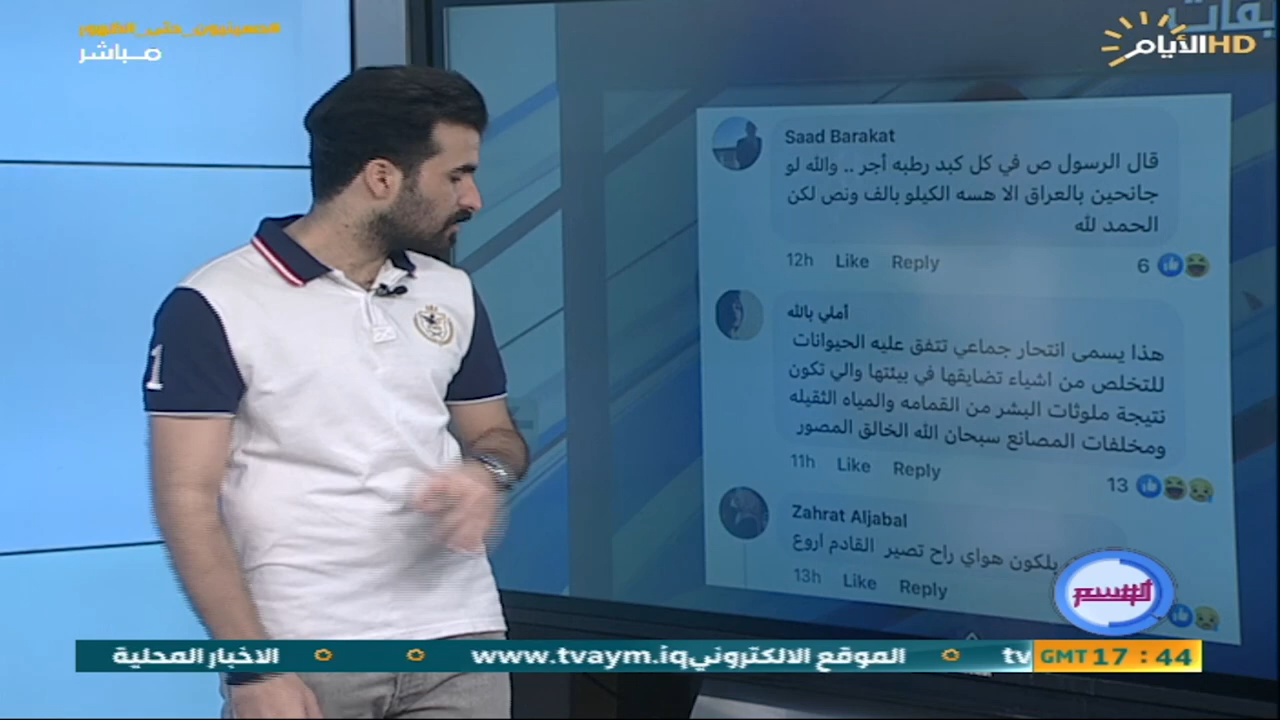 #حسينيون_حتى_الظهور
مباشر
الأيام HD
Saad Barakat
قال الرسول ص في كل كبد رطبه أجر .. والله لو
جانحين بالعراق الا هسه الكيلو بالف ونص لكن
الحمد لله
12h Like Reply
6
أملي بالله
هذا يسمى انتحار جماعي تتفق عليه الحيوانات
للتخلص من اشياء تضايقها في بيئتها والي تكون
نتيجة ملوثات البشر من القمامه والمياه الثقيله
ومخلفات المصانع سبحان الله الخالق المصور
11h Like Reply
13
Zahrat Aljabal
بلكون هواي راح تصير القادم اروع
13h Like Reply
الاخبار المحلية
الموقع الالكتروني www.tvaym.iq
tv
GMT 17 : 44